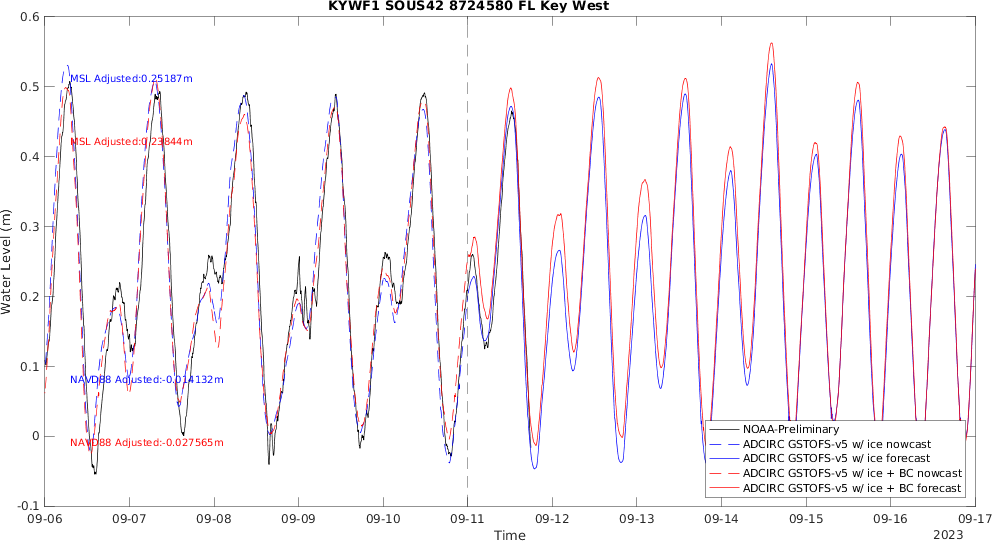 KYWF1 SOUS42 8724580 FL Key West
0.6
0.5
0.4
0.3
0.2
0.1
0
-0.1
Water Level (m)
MSL Adjusted:0.25187m
MSL Adjusted:0.23844m
NAVD88 Adjusted:-0.014132m
NAVD88 Adjusted:-0.027565m
NOAA-Preliminary
ADCIRC GSTOFS-v5 w/ ice nowcast
ADCIRC GSTOFS-v5 w/ ice forecast
ADCIRC GSTOFS-v5 w/ ice + BC nowcast
ADCIRC GSTOFS-v5 w/ ice + BC forecast
09-06 09-07 09-08 09-09 09-10 09-11 09-12 09-13 09-14 09-15 09-16 09-17
Time
2023